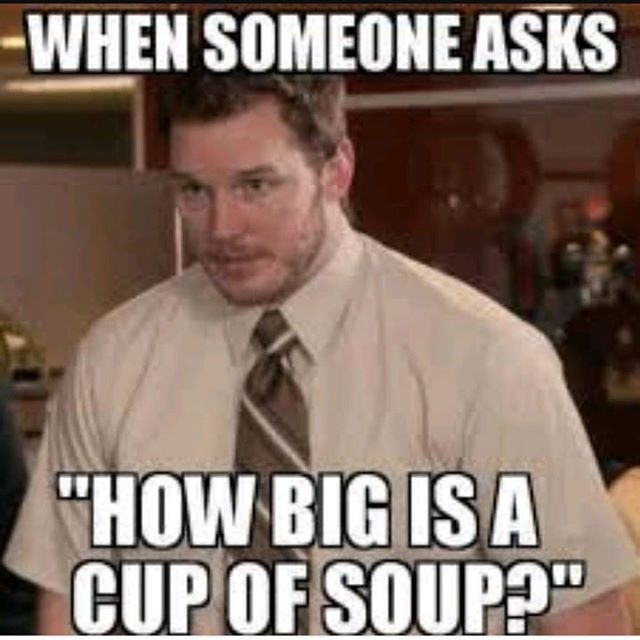 WHEN SOMEONE ASKS
"HOW BIG IS A
CUP OF SOUP?"